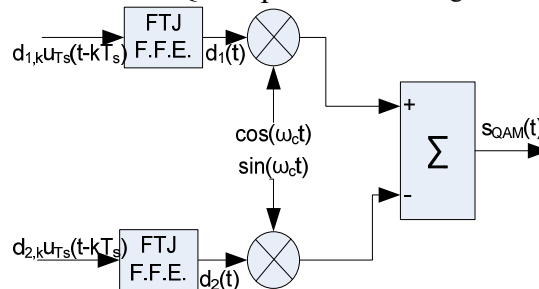 d1,kuTs(t-kTs)
FTJ
F.F.E.
d1(t)
cos(ωct)
sin(ωct)
+
-
Σ
sQAM(t)
d2,kuTs(t-kTs)
FTJ
F.F.E.
d2(t)